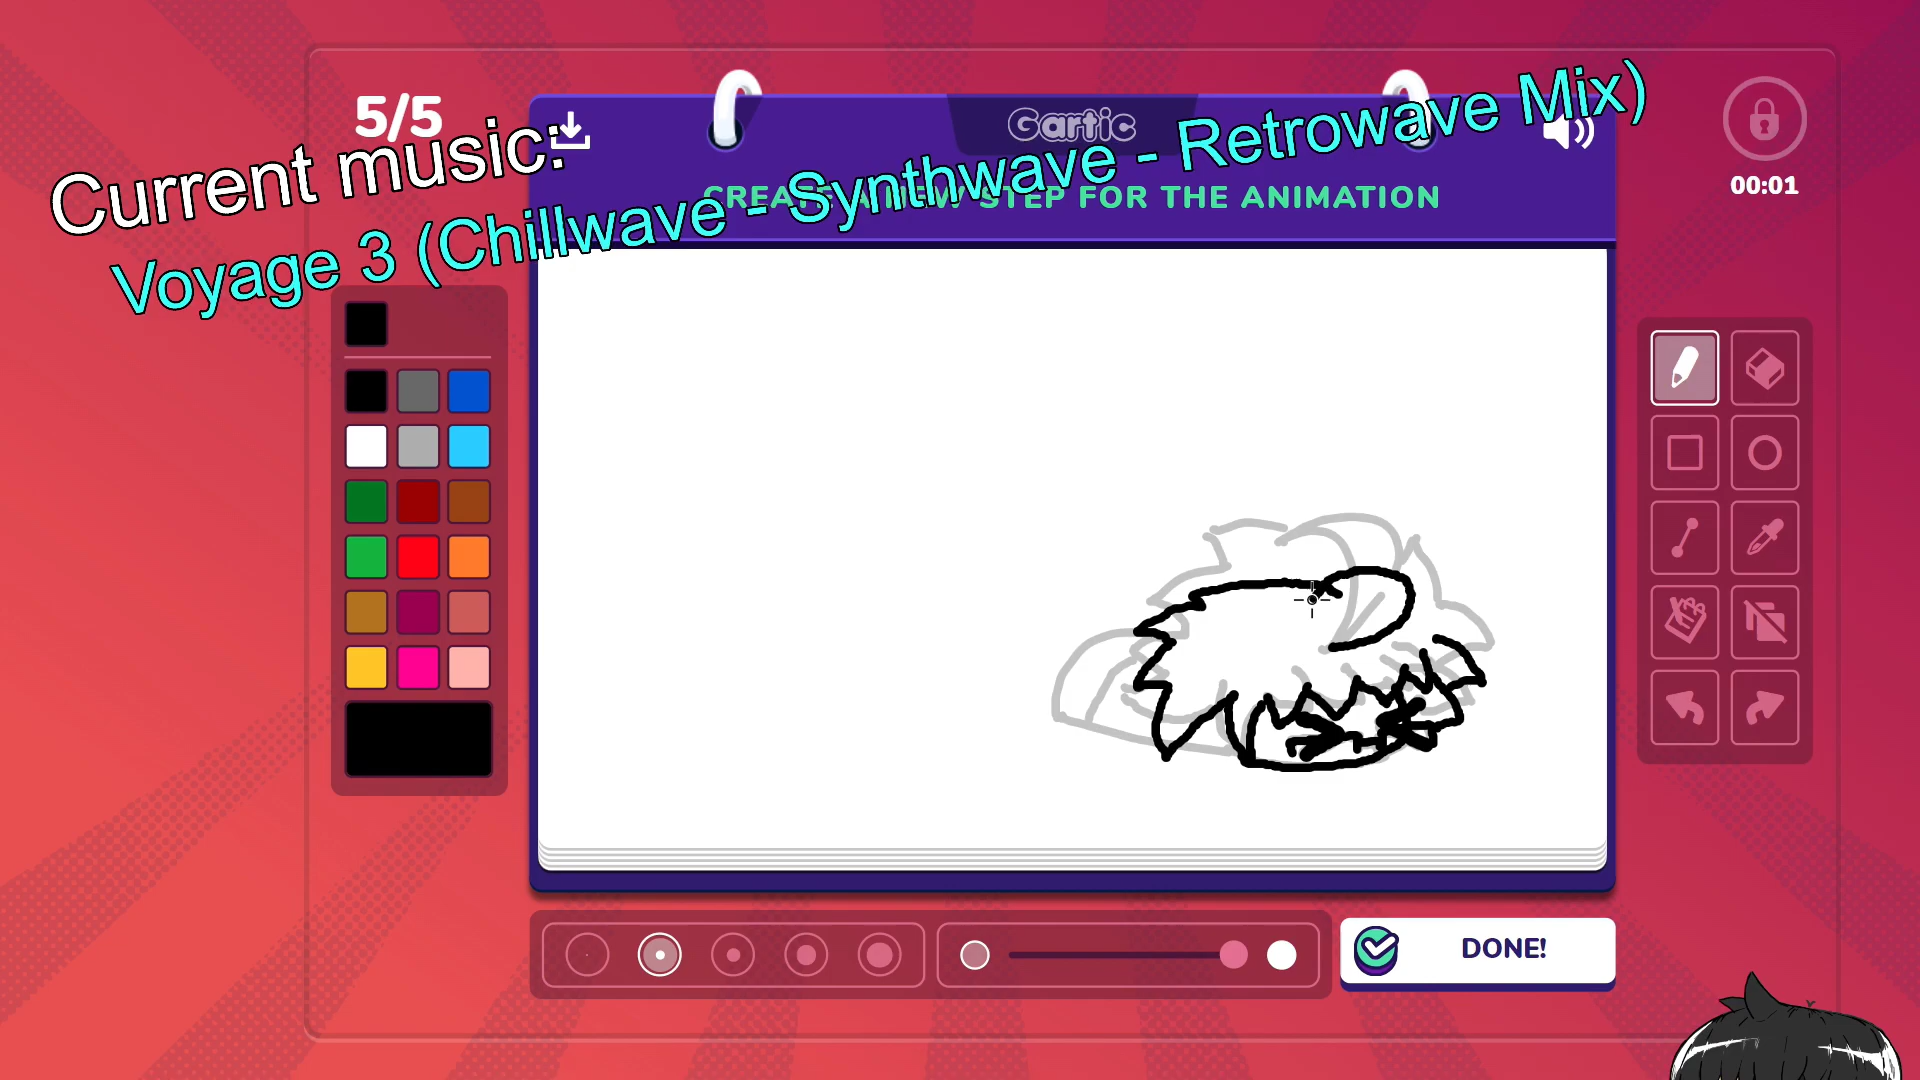 5/5
Gartic
00:01
Current music:
CREATE A NEW STEP FOR THE ANIMATION
Voyage 3 (Chillwave - Synthwave - Retrowave Mix)
DONE!